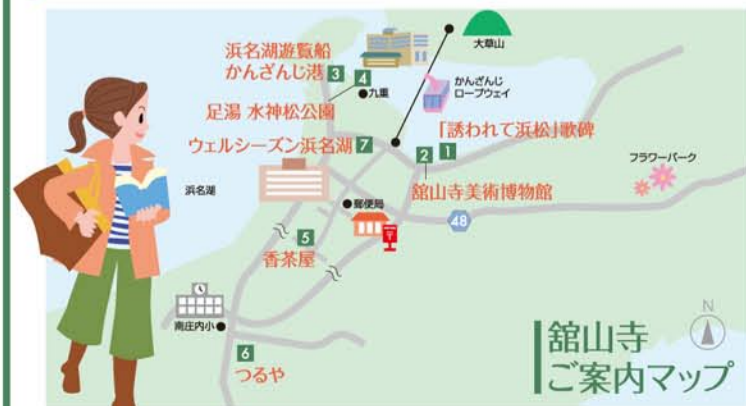 大草山
浜名湖遊覧船
かんざんじ港 3
4
●九重
かんざんじ
ロープウェイ
足湯 水神松公園
「誘われて浜松」歌碑
ウェルシーズン浜名湖 7
2 1
フラワーパーク
浜名湖
舘山寺美術博物館
●郵便局
48
5
香茶屋
南庄内小●
6
つるや
N
舘山寺
ご案内マップ